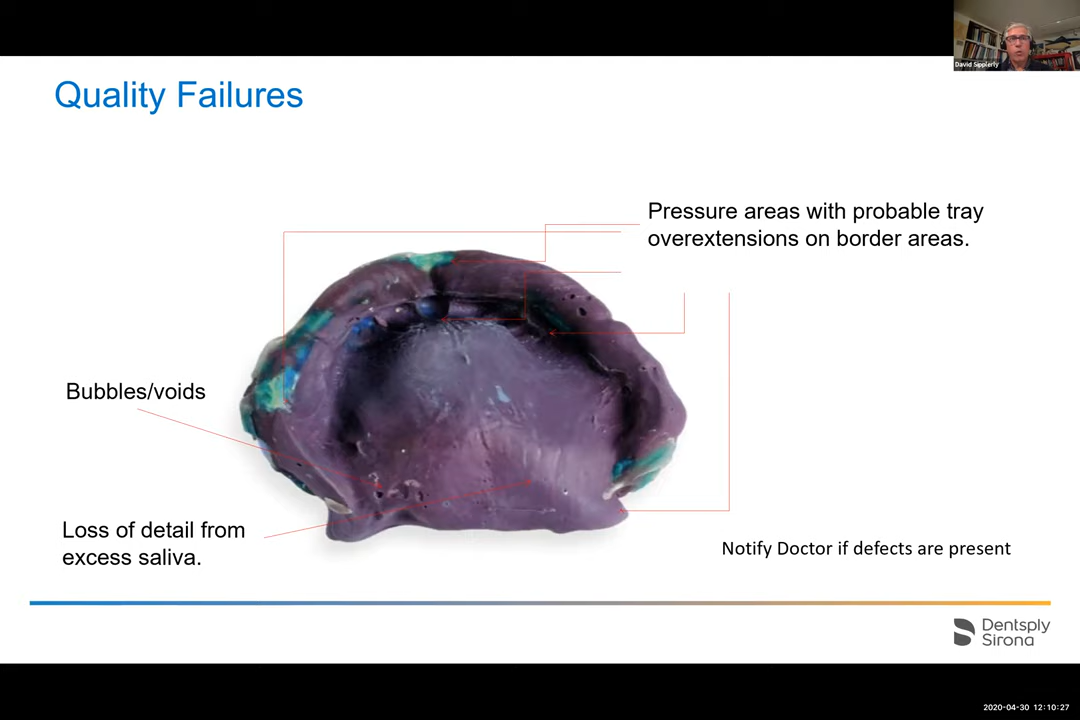 David Sipplerly
Quality Failures
Pressure areas with probable tray
overextensions on border areas.
Bubbles/voids
Loss of detail from
excess saliva.
Notify Doctor if defects are present
Dentsply
Sirona
2020-04-30 12:10:27